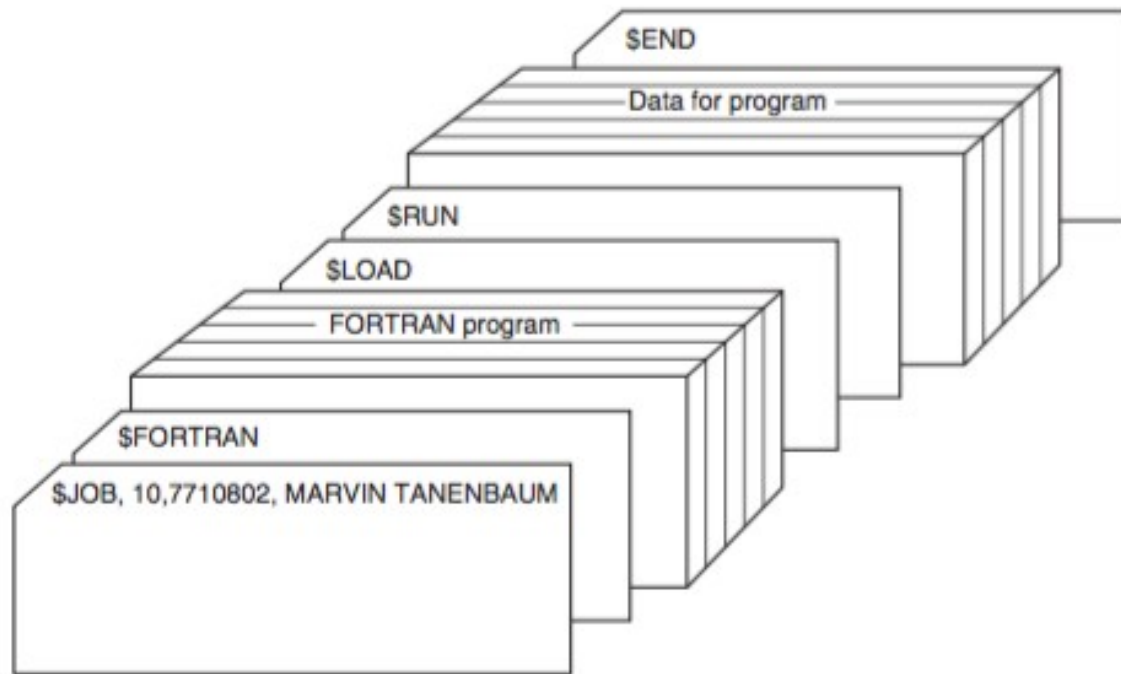 $END
Data for program
$RUN
$LOAD
FORTRAN program
$FORTRAN
$JOB, 10,7710802, MARVIN TANENBAUM